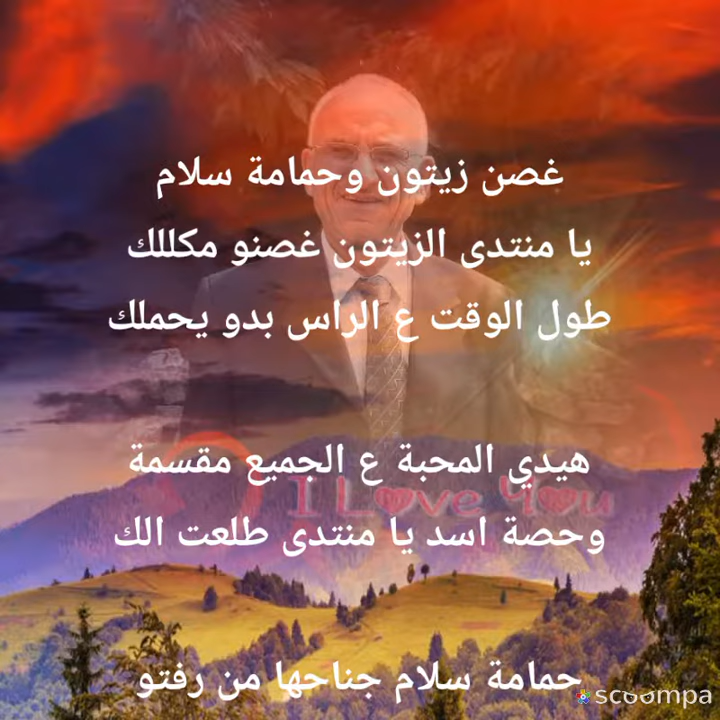 غصن زيتون وحمامة سلام
يا منتدى الزيتون غصنو مكللك
طول الوقت ع الراس بدو يحملك
هيدي المحبة ع الجميع مقسمة
I Love You
وحصة اسد يا منتدى طلعت الك
حمامة سلام جناحها من رفتو
scoompa